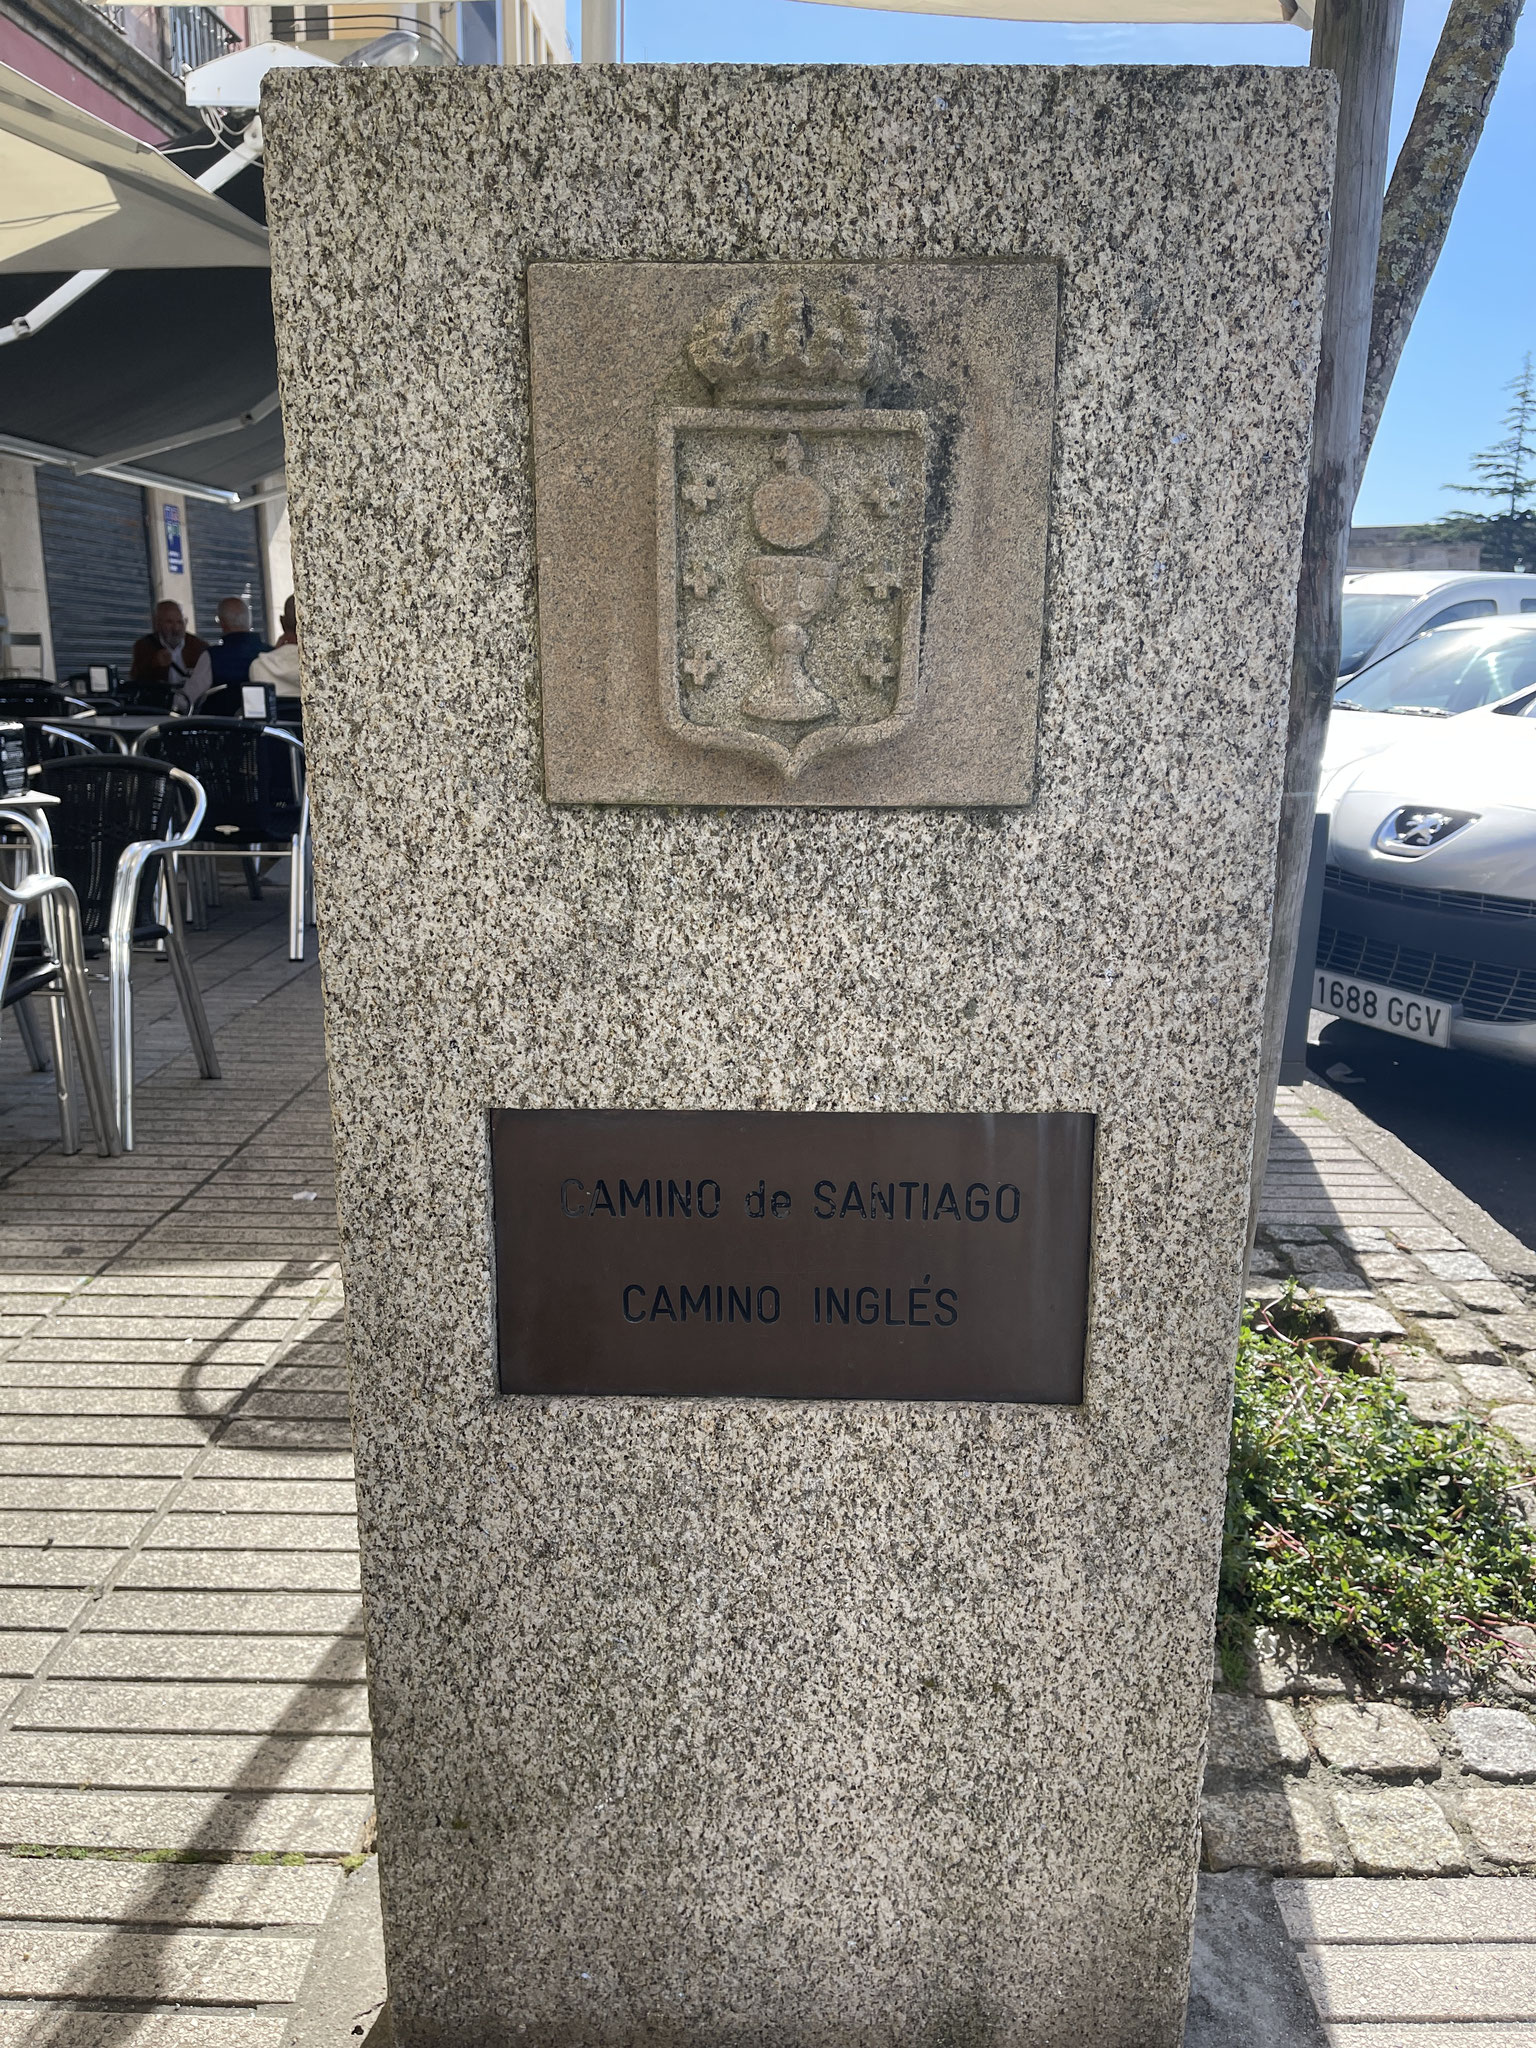 CAMINO de SANTIAGO
CAMINO INGLÉS
1688 GGV